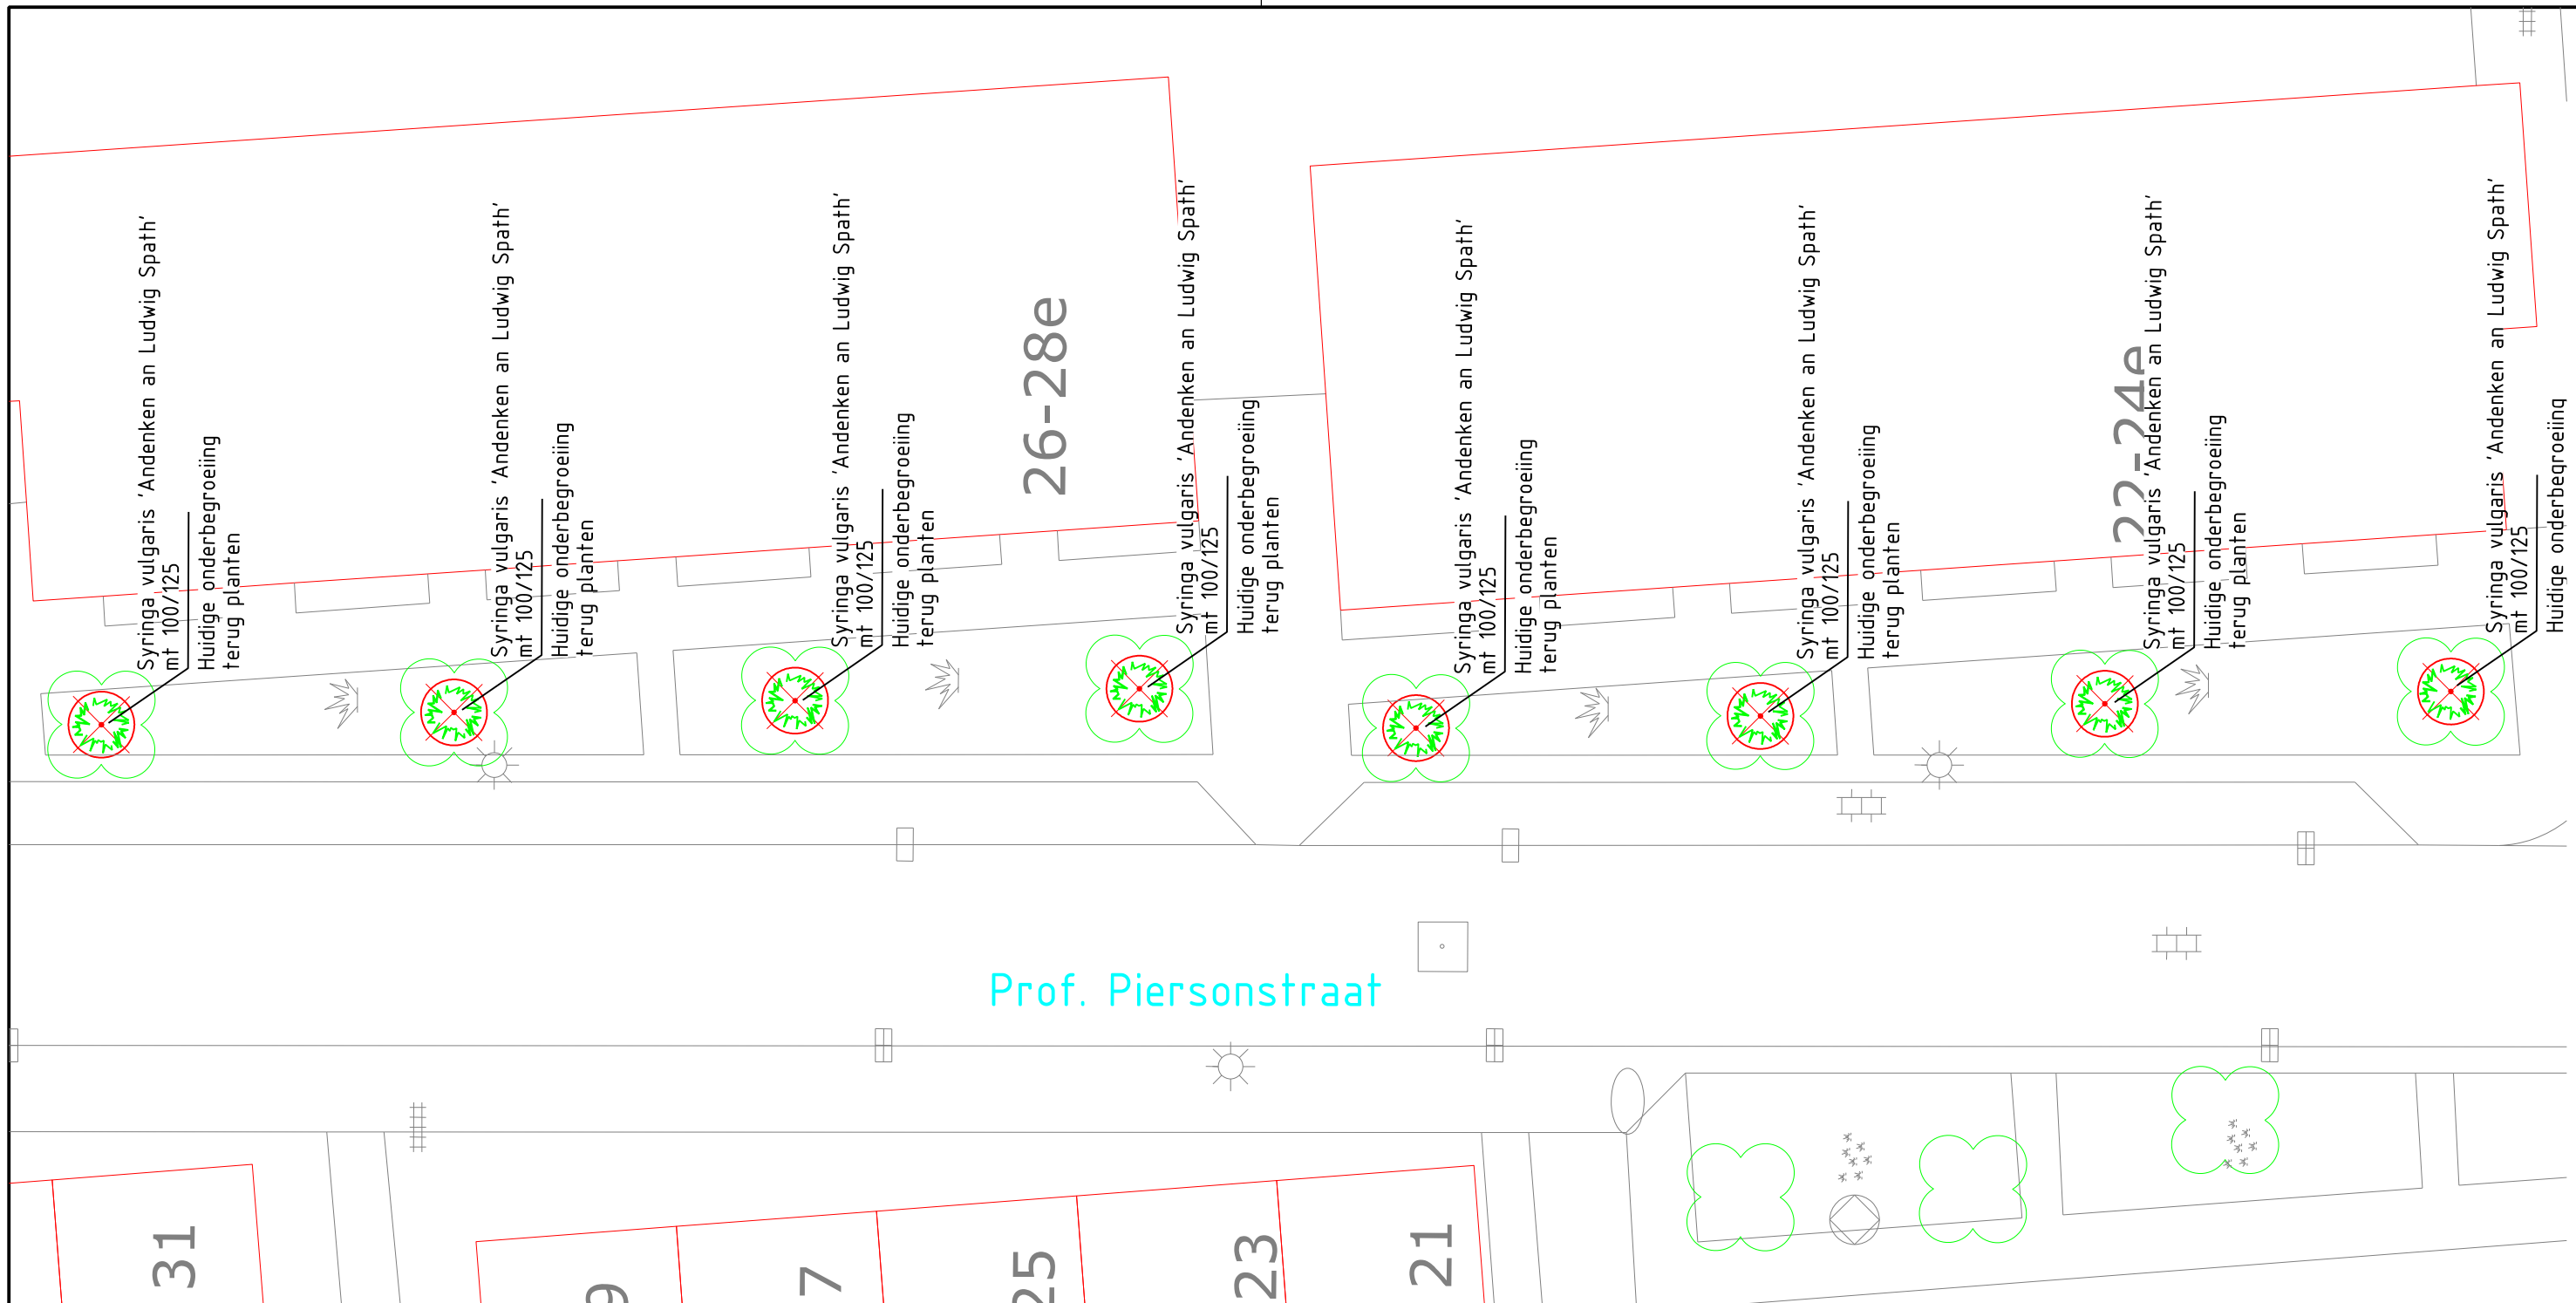 Syringa vulgaris 'Andenken an Ludwig Spath'
mt 100/125
Huidige onderbegroeiing
terug planten
Syringa vulgaris 'Andenken an Ludwig Spath'
mt 100/125
Huidige onderbegroeiing
terug planten
Syringa vulgaris 'Andenken an Ludwig Spath'
mt 100/125
Huidige onderbegroeiing
terug planten
26-28e
Syringa vulgaris 'Andenken an Ludwig Spath'
mt 100/125
Huidige onderbegroeiing
terug planten
Syringa vulgaris 'Andenken an Ludwig Spath'
mt 100/125
Huidige onderbegroeiing
terug planten
Syringa vulgaris 'Andenken an Ludwig Spath'
mt 100/125
Huidige onderbegroeiing
terug planten
22-24e
Syringa vulgaris 'Andenken an Ludwig Spath'
mt 100/125
Huidige onderbegroeiing
terug planten
Syringa vulgaris 'Andenken an Ludwig Spath'
mt 100/125
Huidige onderbegroeiing
Prof. Piersonstraat
31
9
7
25
23
21